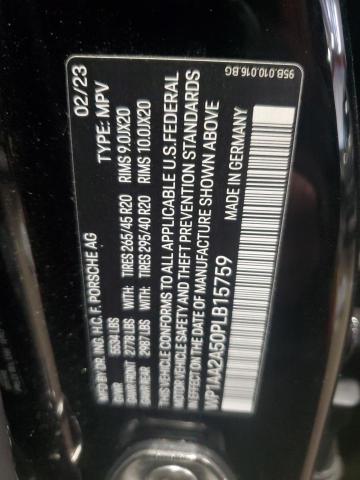 MFD BY DR. ING. H.C. F. PORSCHE AG 02/23
GVWR 5534 LBS TYPE: MPV
GAWR FRONT 2778 LBS WITH: TIRES 265/45 R20 RIMS 9.0JX20
GAWR REAR 2987 LBS WITH: TIRES 295/40 R20 RIMS 10.0JX20
THIS VEHICLE CONFORMS TO ALL APPLICABLE U.S. FEDERAL
MOTOR VEHICLE SAFETY AND THEFT PREVENTION STANDARDS
IN EFFECT ON THE DATE OF MANUFACTURE SHOWN ABOVE
WP1AA2A50PLB15759 MADE IN GERMANY
95B.010.016.BG